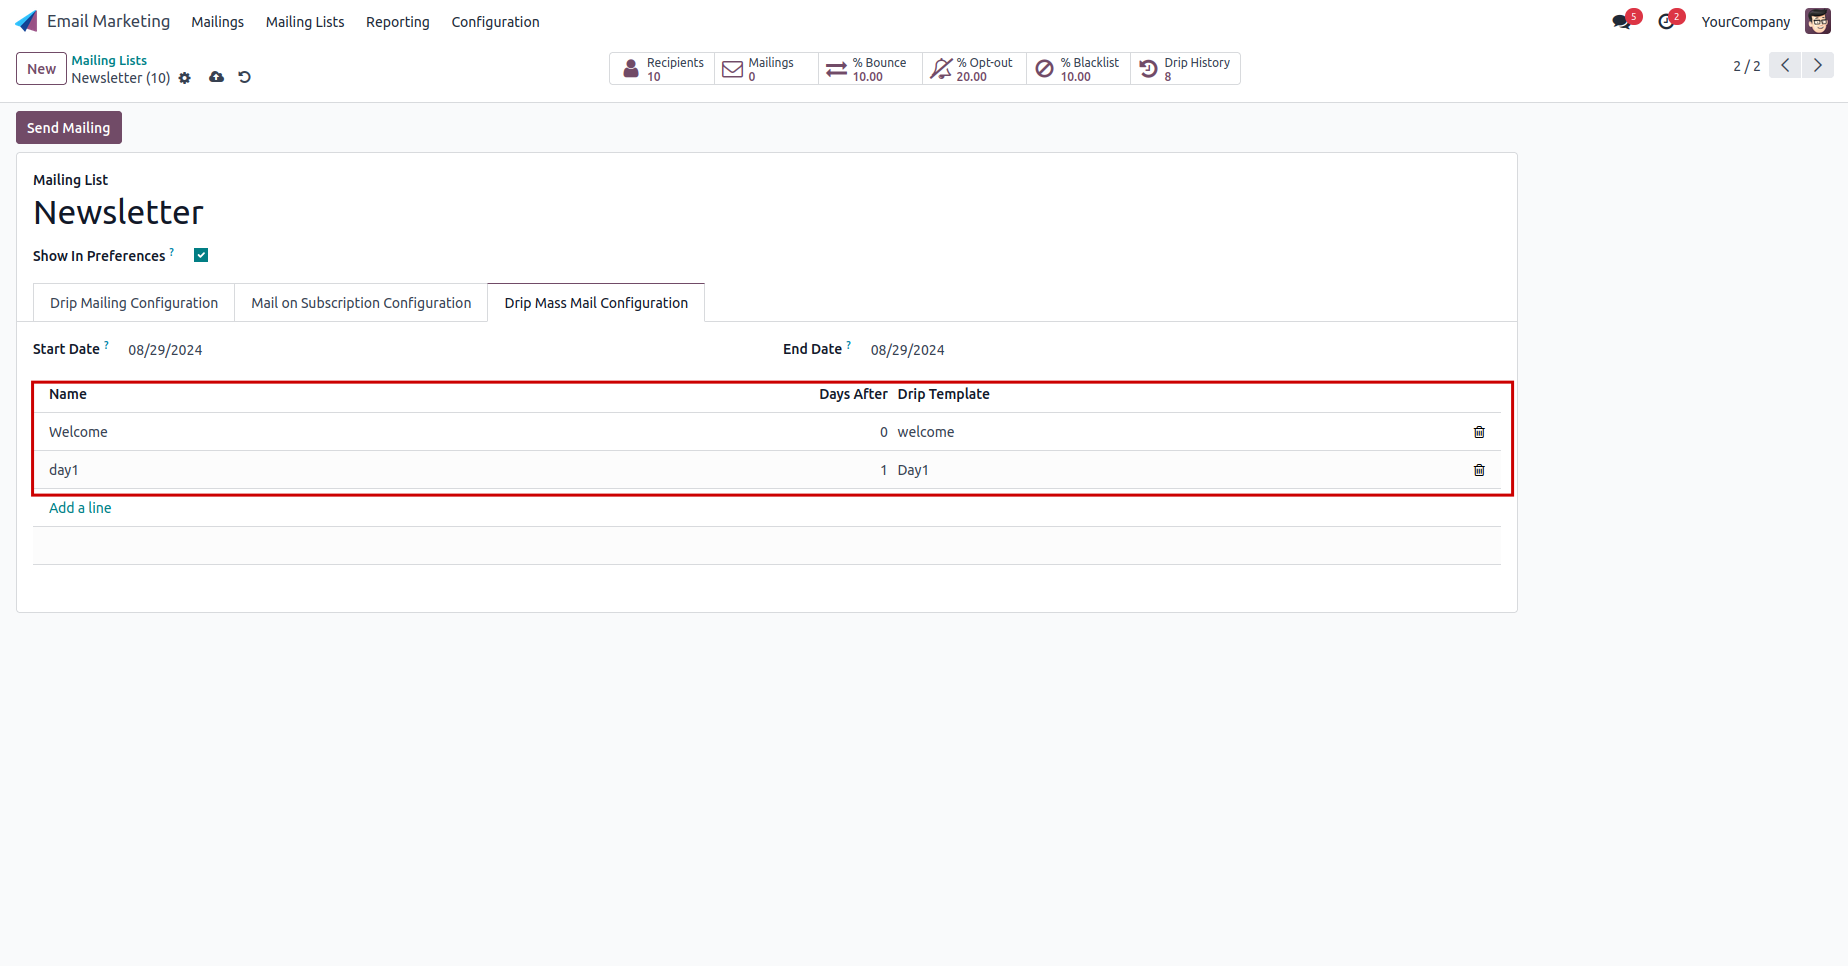 Email Marketing Mailings Mailing Lists Reporting Configuration 5 2 YourCompany
New Mailing Lists
Newsletter (10)
Recipients
10
Mailings
0
% Bounce
10.00
% Opt-out
20.00
% Blacklist
10.00
Drip History
8
2 / 2
Send Mailing
Mailing List
Newsletter
Show In Preferences ?
Drip Mailing Configuration Mail on Subscription Configuration Drip Mass Mail Configuration
Start Date ? 08/29/2024 End Date ? 08/29/2024
Name Days After Drip Template
Welcome 0 welcome
day1 1 Day1
Add a line